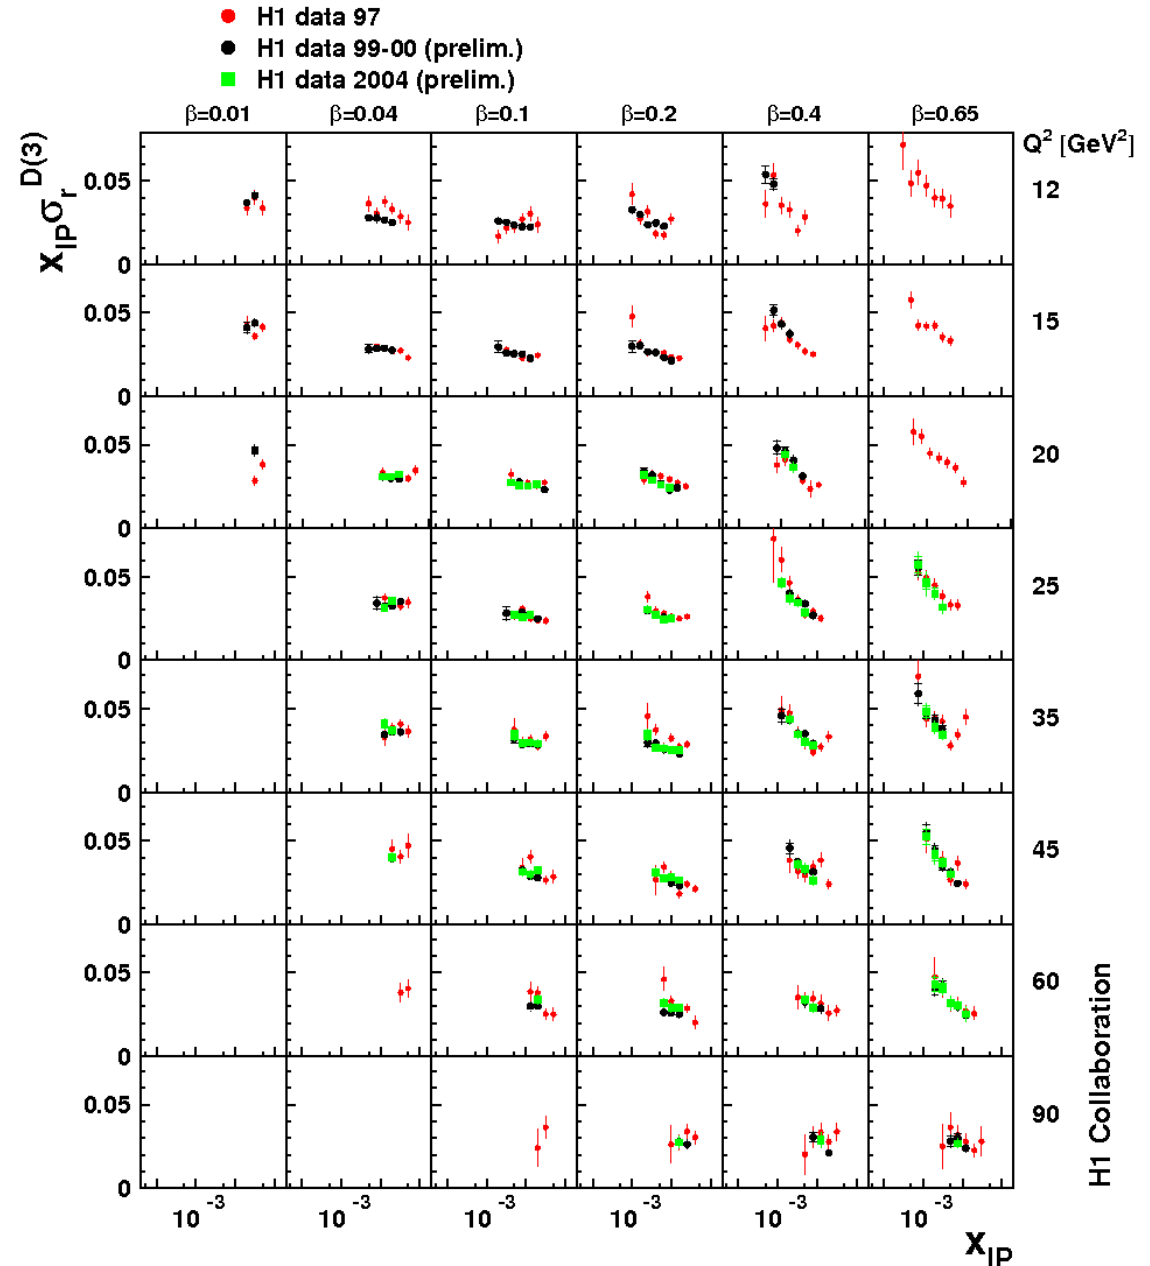 H1 data 97
H1 data 99-00 (prelim.)
H1 data 2004 (prelim.)
β=0.01 β=0.04 β=0.1 β=0.2 β=0.4 β=0.65
X_IP σ_r^D(3)
Q² [GeV²]
0.05
12
0
0.05
15
0
0.05
20
0
0.05
25
0
0.05
35
0
0.05
45
0
0.05
60
0
0.05
90
0
H1 Collaboration
10⁻³ 10⁻³ 10⁻³ 10⁻³ 10⁻³ 10⁻³
X_IP